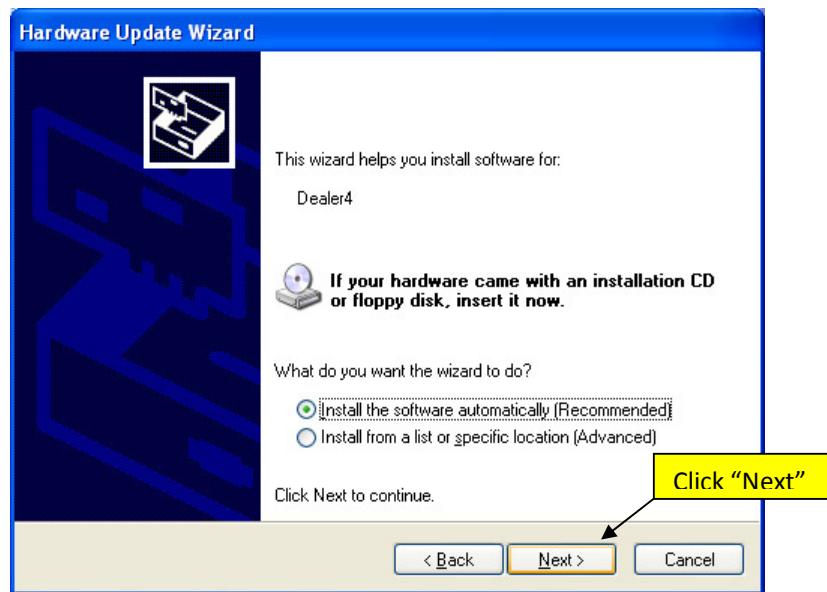 Hardware Update Wizard
This wizard helps you install software for:
Dealer4
If your hardware came with an installation CD
or floppy disk, insert it now.
What do you want the wizard to do?
Install the software automatically (Recommended)
Install from a list or specific location (Advanced)
Click “Next”
Click Next to continue.
< Back
Next >
Cancel